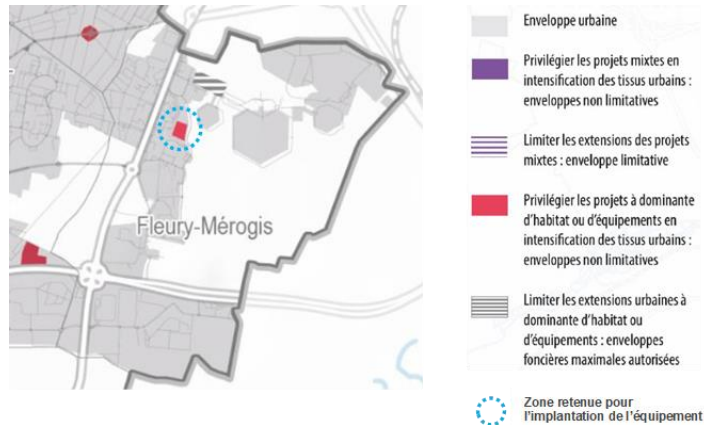 Fleury-Mérogis
Enveloppe urbaine
Privilégier les projets mixtes en
intensification des tissus urbains :
enveloppes non limitatives
Limiter les extensions des projets
mixtes : enveloppe limitative
Privilégier les projets à dominante
d'habitat ou d'équipements en
intensification des tissus urbains :
enveloppes non limitatives
Limiter les extensions urbaines à
dominante d'habitat ou
d'équipements : enveloppes
foncières maximales autorisées
Zone retenue pour
l'implantation de l'équipement